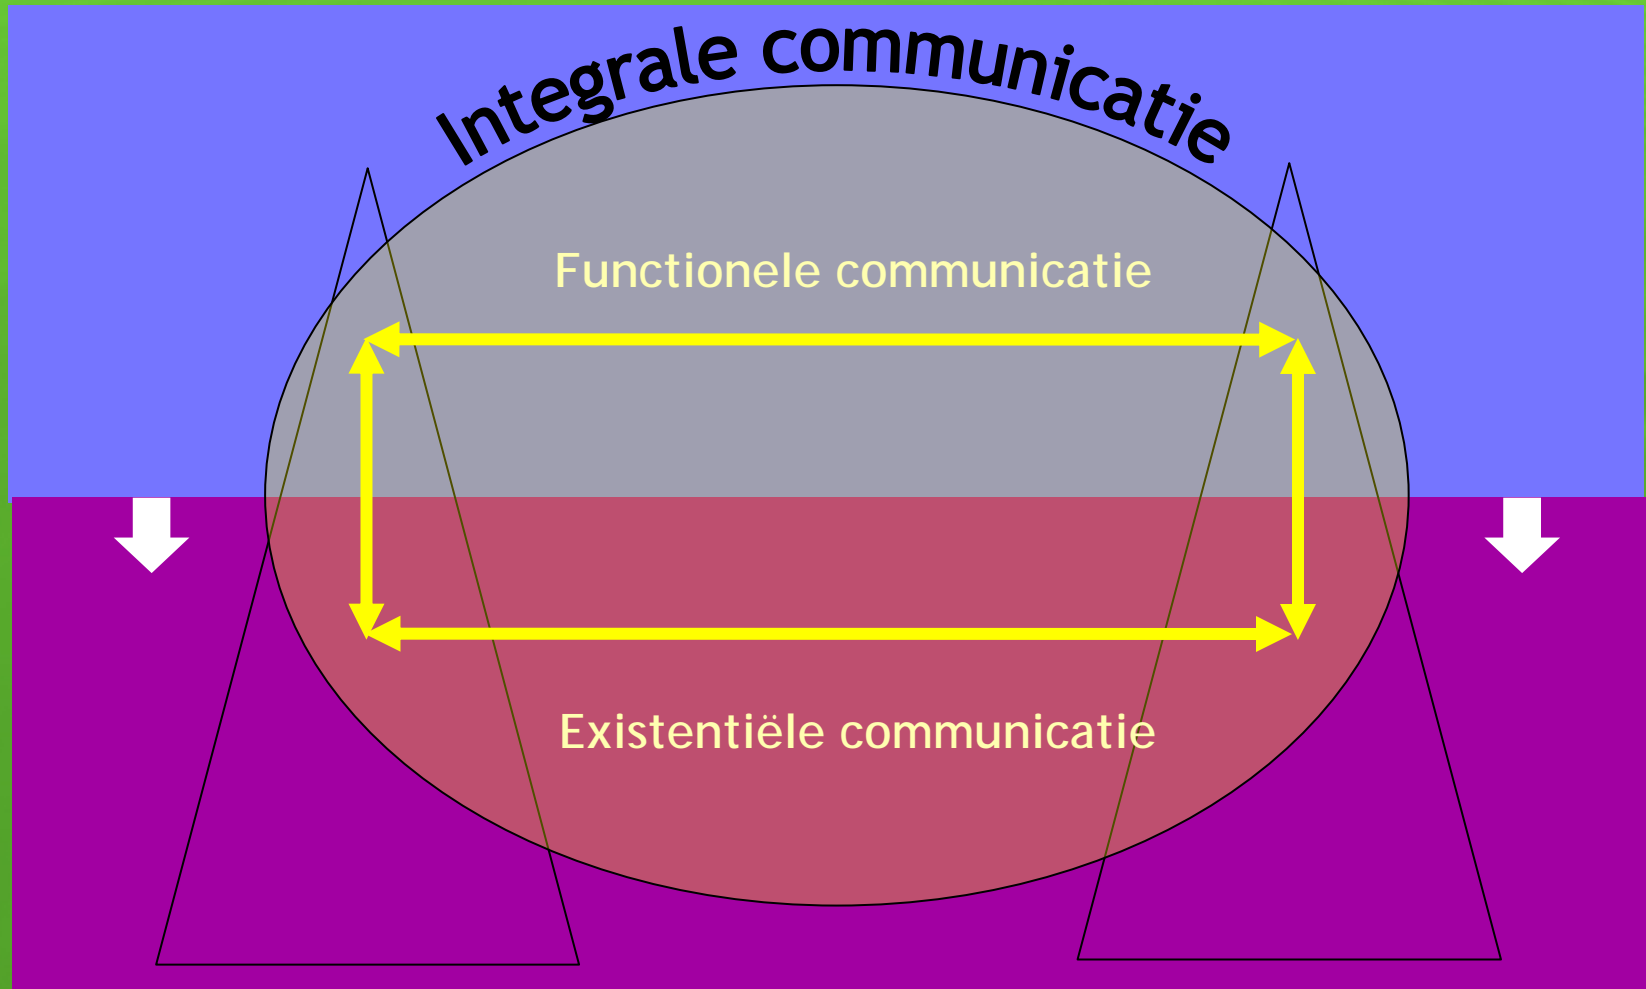 Integrale communicatie
Functionele communicatie
Existentiële communicatie